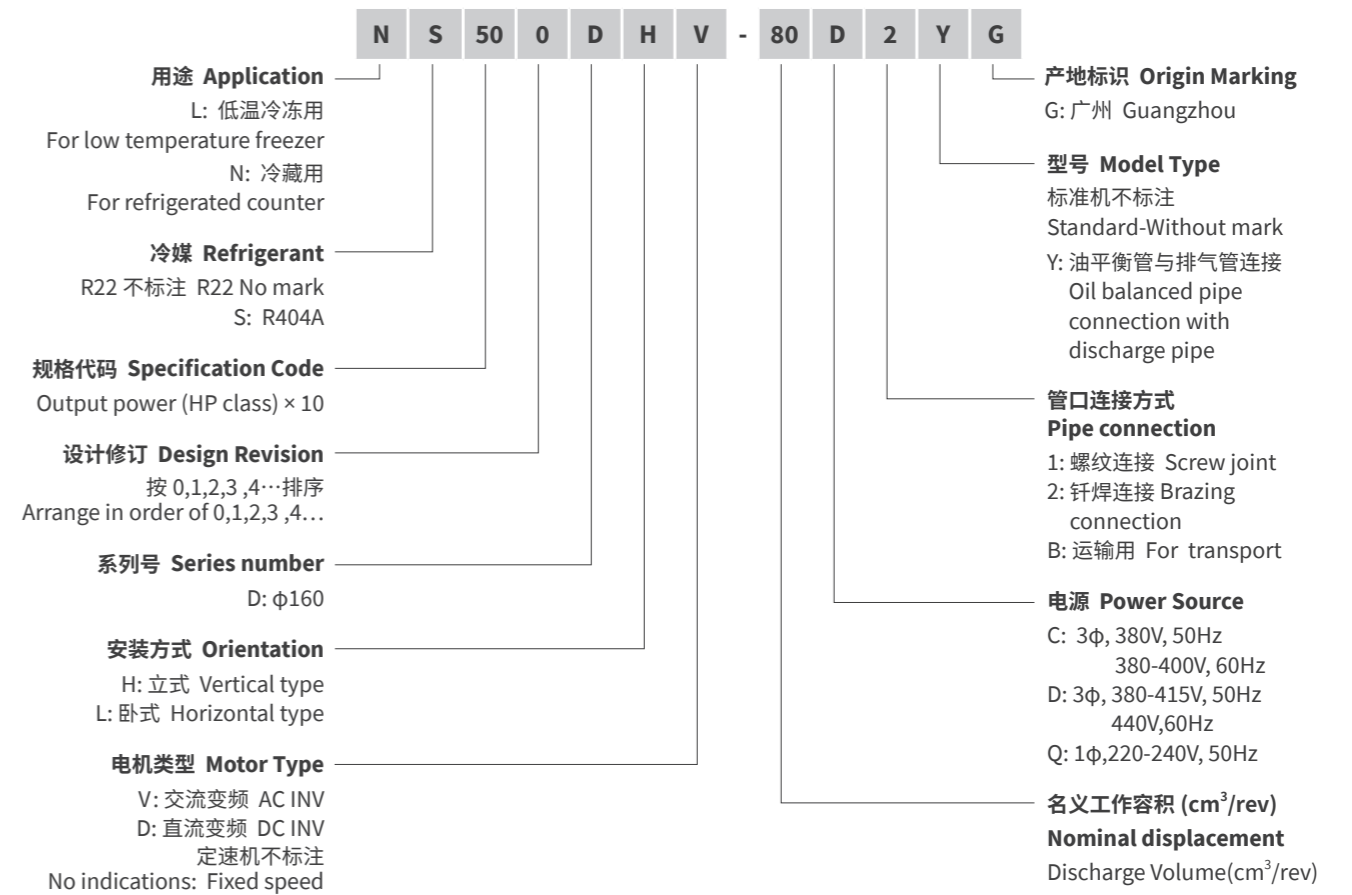 N S 50 0 D H V - 80 D 2 Y G
用途 Application
L: 低温冷冻用
For low temperature freezer
N: 冷藏用
For refrigerated counter
冷媒 Refrigerant
R22 不标注 R22 No mark
S: R404A
规格代码 Specification Code
Output power (HP class) × 10
设计修订 Design Revision
按 0,1,2,3 ,4…排序
Arrange in order of 0,1,2,3 ,4…
系列号 Series number
D: φ160
安装方式 Orientation
H: 立式 Vertical type
L: 卧式 Horizontal type
电机类型 Motor Type
V: 交流变频 AC INV
D: 直流变频 DC INV
定速机不标注
No indications: Fixed speed
产地标识 Origin Marking
G: 广州 Guangzhou
型号 Model Type
标准机不标注
Standard-Without mark
Y: 油平衡管与排气管连接
Oil balanced pipe
connection with
discharge pipe
管口连接方式
Pipe connection
1: 螺纹连接 Screw joint
2: 钎焊连接 Brazing
connection
B: 运输用 For transport
电源 Power Source
C: 3φ, 380V, 50Hz
380-400V, 60Hz
D: 3φ, 380-415V, 50Hz
440V,60Hz
Q: 1φ,220-240V, 50Hz
名义工作容积 (cm³/rev)
Nominal displacement
Discharge Volume(cm³/rev)